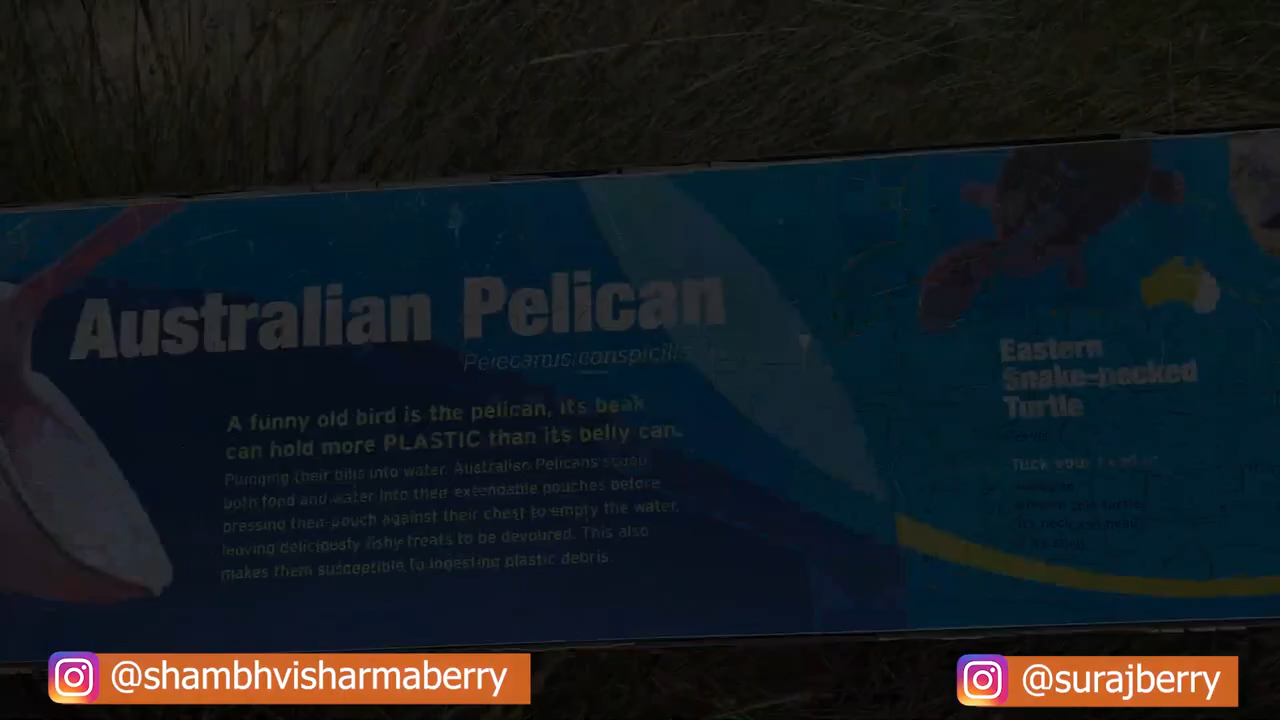 Australian Pelican
A funny old bird is the pelican, its beak
can hold more PLASTIC than its belly can.
Plunging their bills into water, Australian Pelicans scoop
both food and water into their extendable pouches before
pressing their pouch against their chest to empty the water,
leaving deliciously fishy treats to be devoured. This also
makes them susceptible to ingesting plastic debris.
Eastern
Snake-necked
Turtle
@shambhvisharmaberry
@surajberry